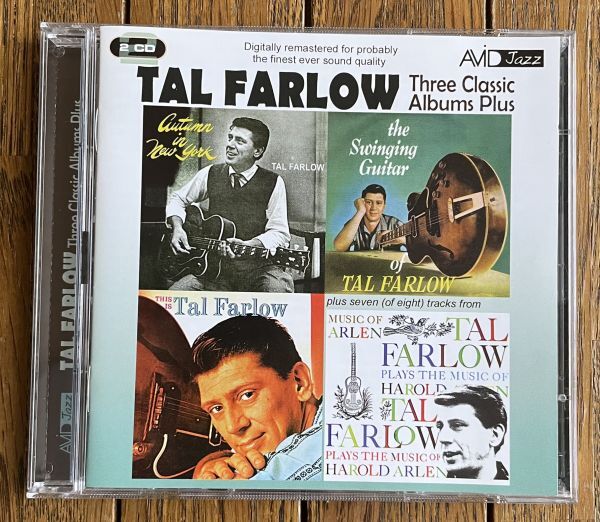 2 CD
Digitally remastered for probably
the finest ever sound quality
AVID Jazz
TAL FARLOW
Three Classic
Albums Plus
Autumn
in
New York
TAL FARLOW
the
Swinging
Guitar
of
TAL FARLOW
THIS
IS
Tal Farlow
plus seven (of eight) tracks from
MUSIC OF
ARLEN
TAL
FARLOW
PLAYS THE MUSIC OF
HAROLD ARLEN
TAL
FARLOW
PLAYS THE MUSIC OF
HAROLD ARLEN
AVID Jazz
TAL FARLOW Three Classic Albums Plus